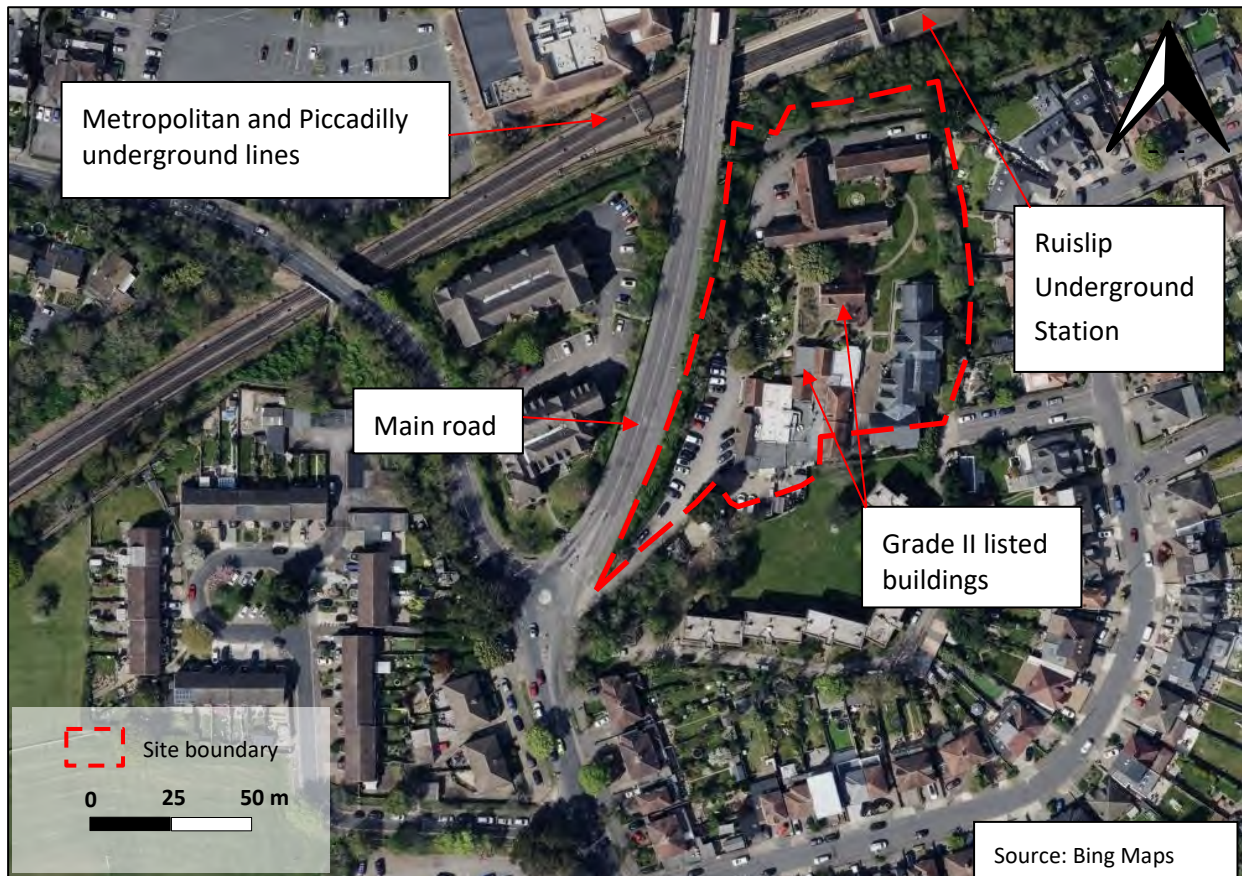 Metropolitan and Piccadilly
underground lines
Ruislip
Underground
Station
Main road
Grade II listed
buildings
Site boundary
0 25 50 m
Source: Bing Maps